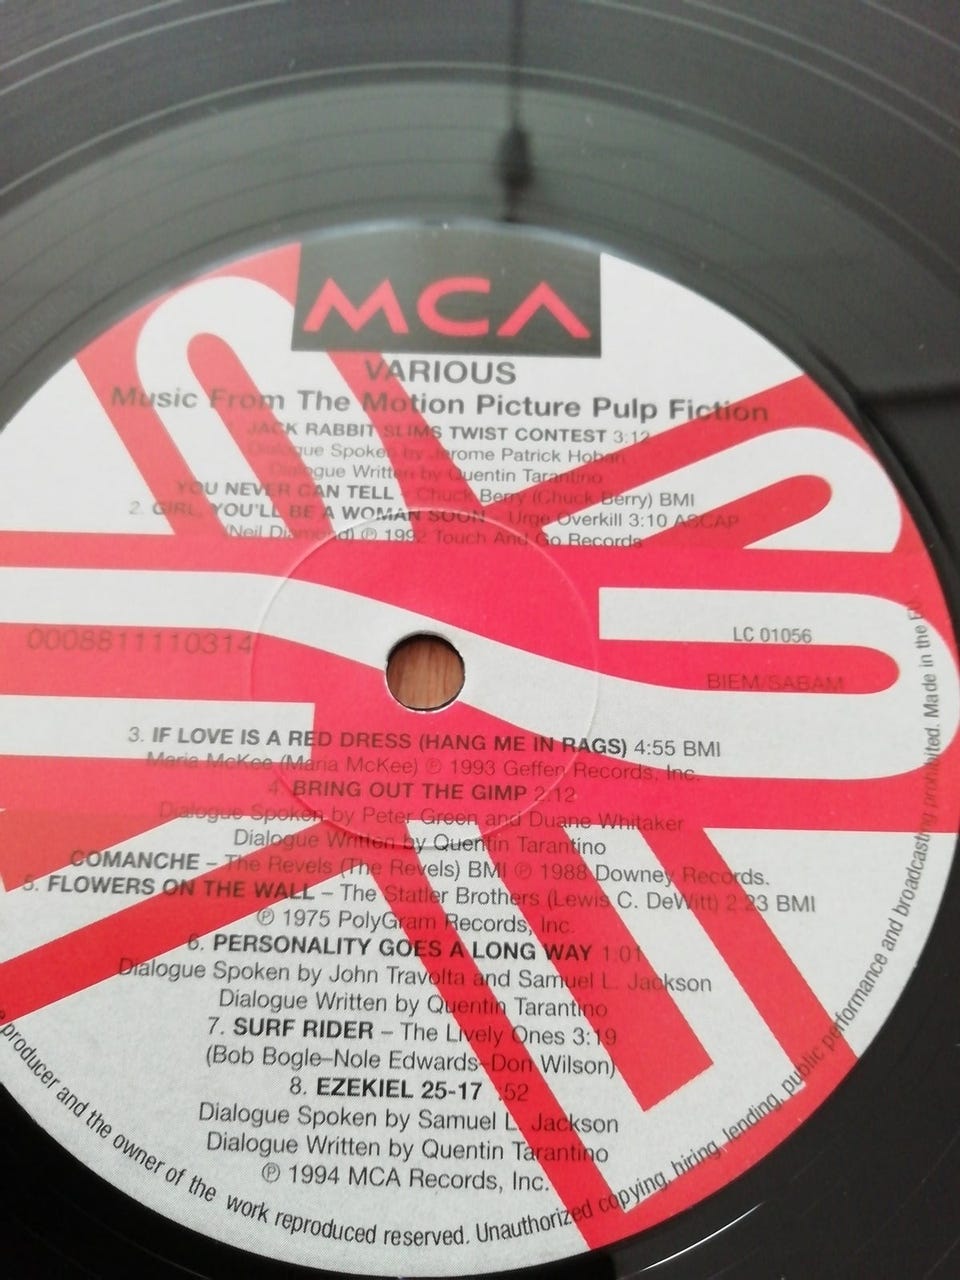 MCA
VARIOUS
Music From The Motion Picture Pulp Fiction
JACK RABBIT SLIMS TWIST CONTEST 3:12
Dialogue Spoken by Jerome Patrick Hoban
Dialogue Written by Quentin Tarantino
YOU NEVER CAN TELL – Chuck Berry (Chuck Berry) BMI
2. GIRL, YOU'LL BE A WOMAN SOON – Urge Overkill 3:10 ASCAP
(Neil Diamond) ℗ 1992 Touch And Go Records
0008811110314
LC 01056
BIEM/SABAM
3. IF LOVE IS A RED DRESS (HANG ME IN RAGS) 4:55 BMI
Maria McKee (Maria McKee) ℗ 1993 Geffen Records, Inc.
4. BRING OUT THE GIMP 2:12
Dialogue Spoken by Peter Green and Duane Whitaker
Dialogue Written by Quentin Tarantino
COMANCHE – The Revels (The Revels) BMI ℗ 1988 Downey Records.
5. FLOWERS ON THE WALL – The Statler Brothers (Lewis C. DeWitt) 2:23 BMI
℗ 1975 PolyGram Records, Inc.
6. PERSONALITY GOES A LONG WAY 1:01
Dialogue Spoken by John Travolta and Samuel L. Jackson
Dialogue Written by Quentin Tarantino
7. SURF RIDER – The Lively Ones 3:19
(Bob Bogle–Nole Edwards–Don Wilson)
8. EZEKIEL 25-17 :52
Dialogue Spoken by Samuel L. Jackson
Dialogue Written by Quentin Tarantino
℗ 1994 MCA Records, Inc.
producer and the owner of the work reproduced reserved. Unauthorized copying, hiring, lending, public performance and broadcasting prohibited. Made in the EU